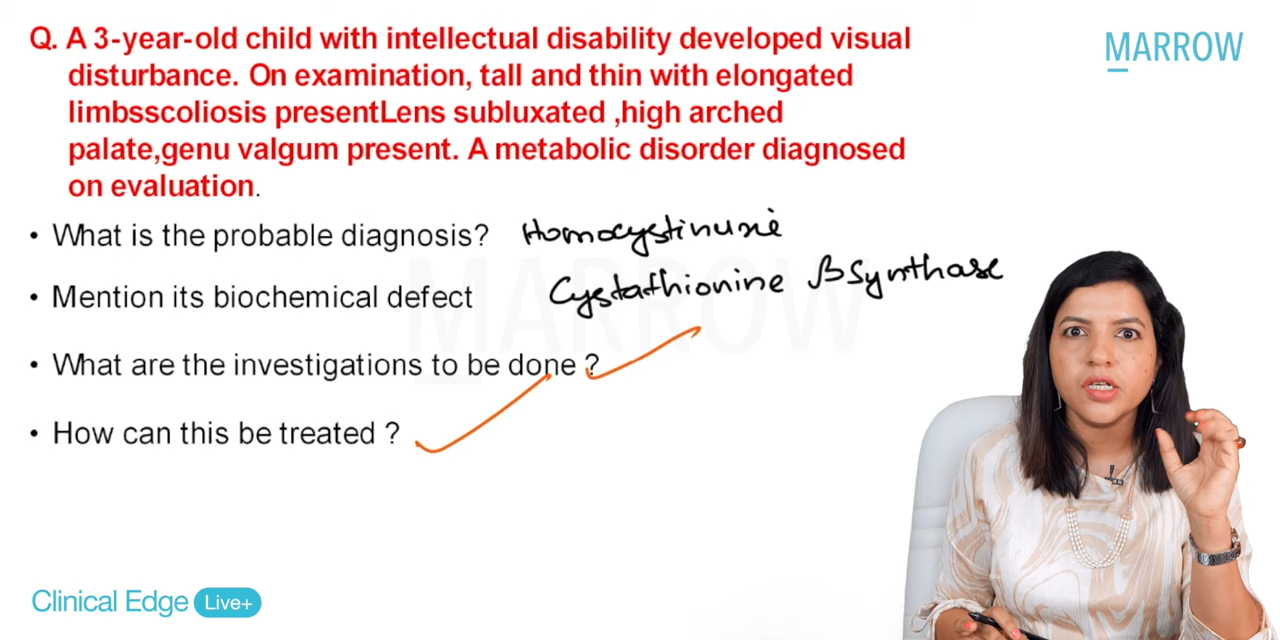 MARROW
Q. A 3-year-old child with intellectual disability developed visual
disturbance. On examination, tall and thin with elongated
limbsscoliosis presentLens subluxated ,high arched
palate,genu valgum present. A metabolic disorder diagnosed
on evaluation.
• What is the probable diagnosis? Homocystinuria
• Mention its biochemical defect Cystathionine β Synthase
MARROW
• What are the investigations to be done ?
• How can this be treated ?
Clinical Edge Live+